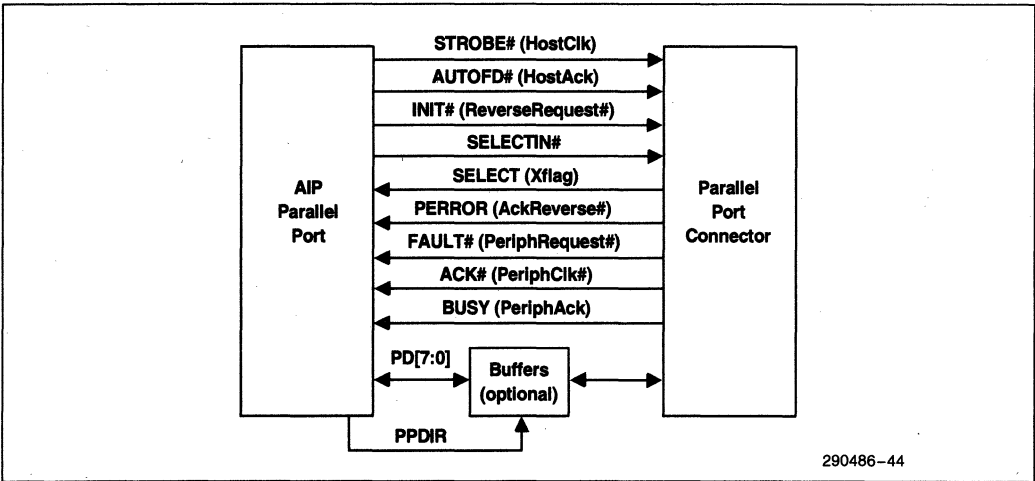 STROBE# (HostClk)
AUTOFD# (HostAck)
INIT# (ReverseRequest#)
SELECTIN#
SELECT (Xflag)
AIP
Parallel
Port
PERROR (AckReverse#)
Parallel
Port
Connector
FAULT# (PeriphRequest#)
ACK# (PeriphClk#)
BUSY (PeriphAck)
PD[7:0]
Buffers
(optional)
PPDIR
290486–44